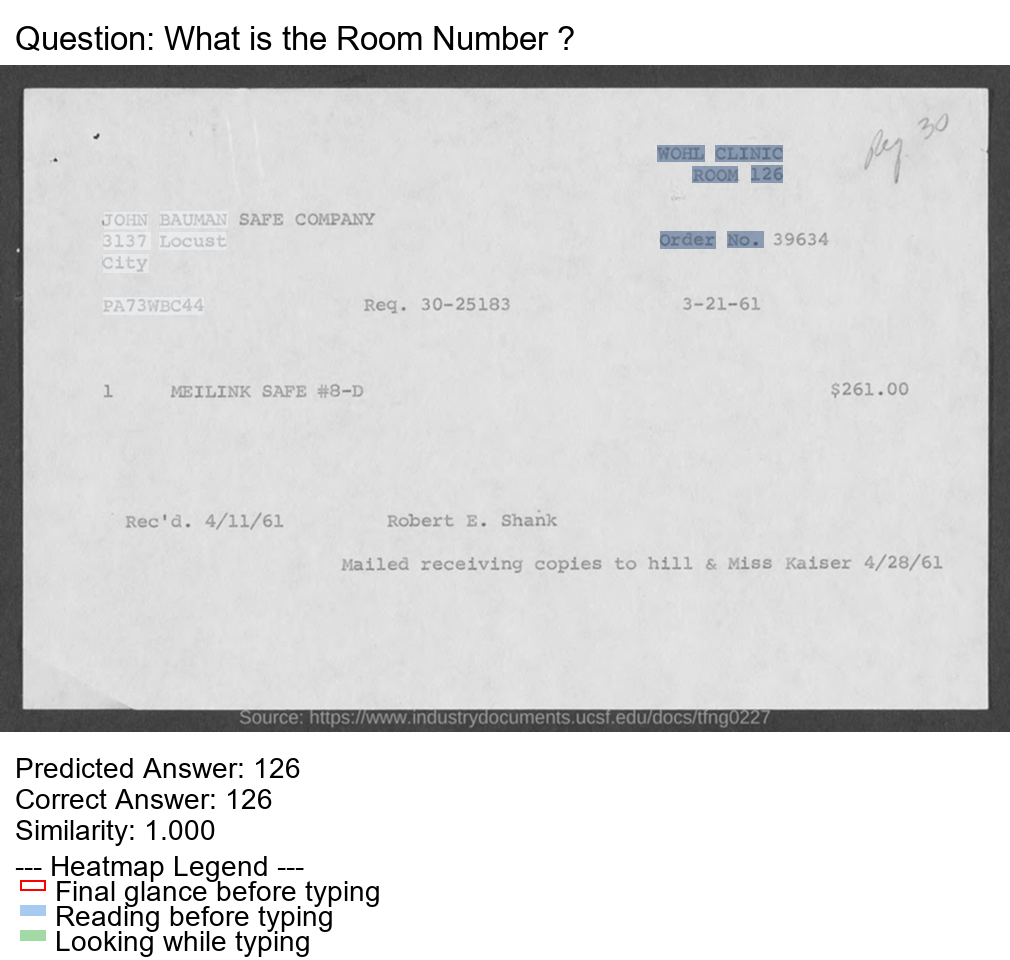 Question: What is the Room Number ?
Reg. 30
WOHL CLINIC
ROOM 126
JOHN BAUMAN SAFE COMPANY
3137 Locust
Order No. 39634
City
PA73WBC44 Req. 30-25183 3-21-61
1 MEILINK SAFE #8-D $261.00
Rec'd. 4/11/61 Robert E. Shank
Mailed receiving copies to hill & Miss Kaiser 4/28/61
Source: https://www.industrydocuments.ucsf.edu/docs/tfng0227
Predicted Answer: 126
Correct Answer: 126
Similarity: 1.000
--- Heatmap Legend ---
Final glance before typing
Reading before typing
Looking while typing